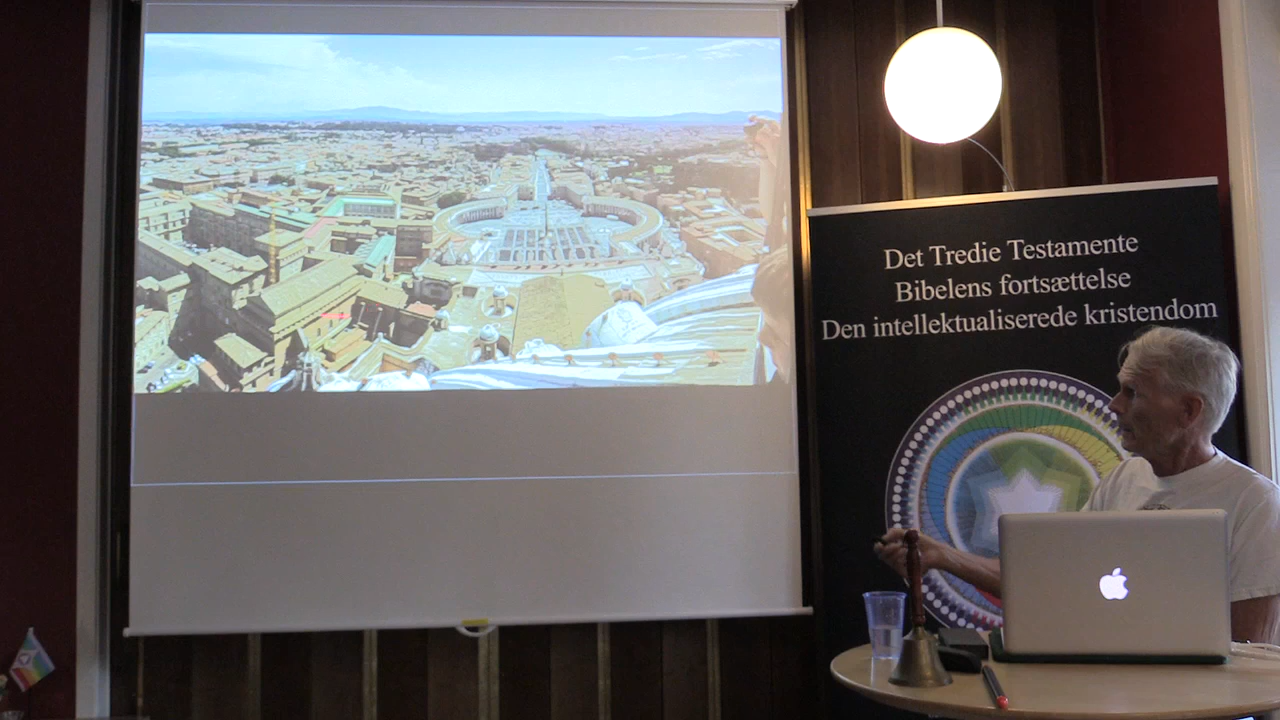 Det Tredie Testamente
Bibelens fortsættelse
Den intellektualiserede kristendom